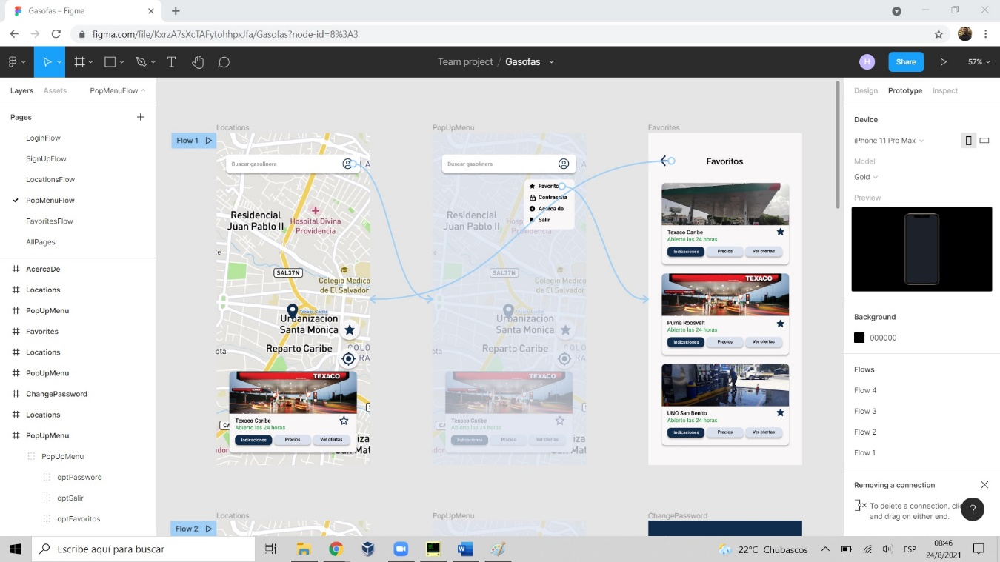 Gasofas – Figma
figma.com/file/KxrzA7sXcTAFytohhpxJfa/Gasofas?node-id=8%3A3
Team project / Gasofas
H
Share
57%
Layers
Assets
PopMenuFlow
Pages
LoginFlow
SignUpFlow
LocationsFlow
PopMenuFlow
FavoritesFlow
AllPages
AcercaDe
Locations
PopUpMenu
Favorites
Locations
PopUpMenu
ChangePassword
Locations
PopUpMenu
PopUpMenu
optPassword
optSalir
optFavoritos
Flow 1
Locations
Buscar gasolinera
Residencial
Juan Pablo II
Hospital Divina
Providencia
SAL37N
Colegio Medico
de El Salvador
Texaco Caribe
Urbanizacion
Santa Monica
Reparto Caribe
TEXACO
Texaco Caribe
Abierto las 24 horas
Indicaciones
Precios
Ver ofertas
PopUpMenu
Buscar gasolinera
Favorito
Contraseña
Acerca de
Salir
Residencial
Juan Pablo II
Providencia
SAL37N
Colegio Medico
de El Salvador
Urbanizacion
Santa Monica
Reparto Caribe
TEXACO
Texaco Caribe
Abierto las 24 horas
Indicaciones
Precios
Ver ofertas
Favorites
Favoritos
Texaco Caribe
Abierto las 24 horas
Indicaciones
Precios
Ver ofertas
TEXACO
Puma Roosvelt
Abierto las 24 horas
Indicaciones
Precios
Ver ofertas
UNO San Benito
Abierto las 24 horas
Indicaciones
Precios
Ver ofertas
Flow 2
Locations
PopUpMenu
ChangePassword
Design
Prototype
Inspect
Device
iPhone 11 Pro Max
Model
Gold
Preview
Background
000000
Flows
Flow 4
Flow 3
Flow 2
Flow 1
Removing a connection
To delete a connection, clic
and drag on either end.
?
Escribe aquí para buscar
22°C Chubascos
ESP
08:46
24/8/2021